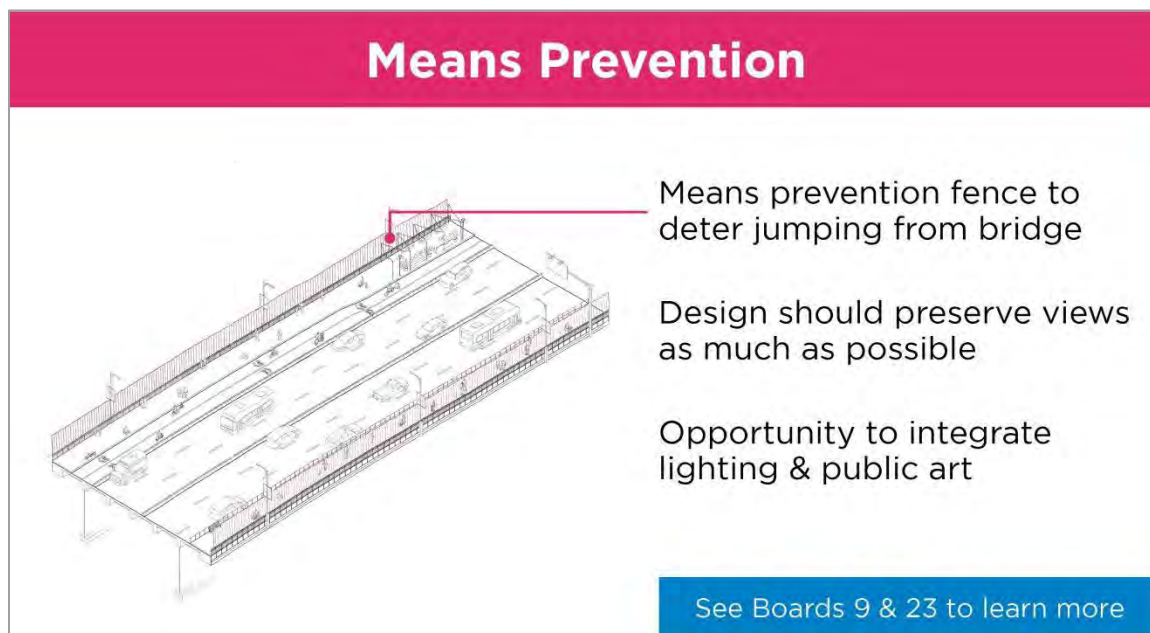 Means Prevention
Means prevention fence to
deter jumping from bridge
Design should preserve views
as much as possible
Opportunity to integrate
lighting & public art
See Boards 9 & 23 to learn more